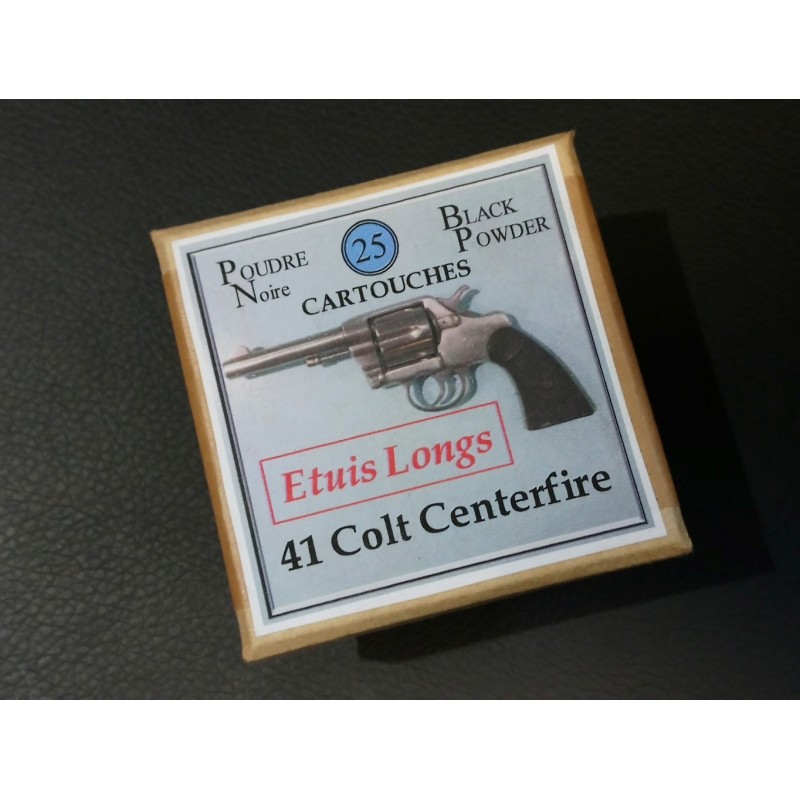 POUDRE
NOIRE
25
CARTOUCHES
BLACK
POWDER
Etuis Longs
41 Colt Centerfire